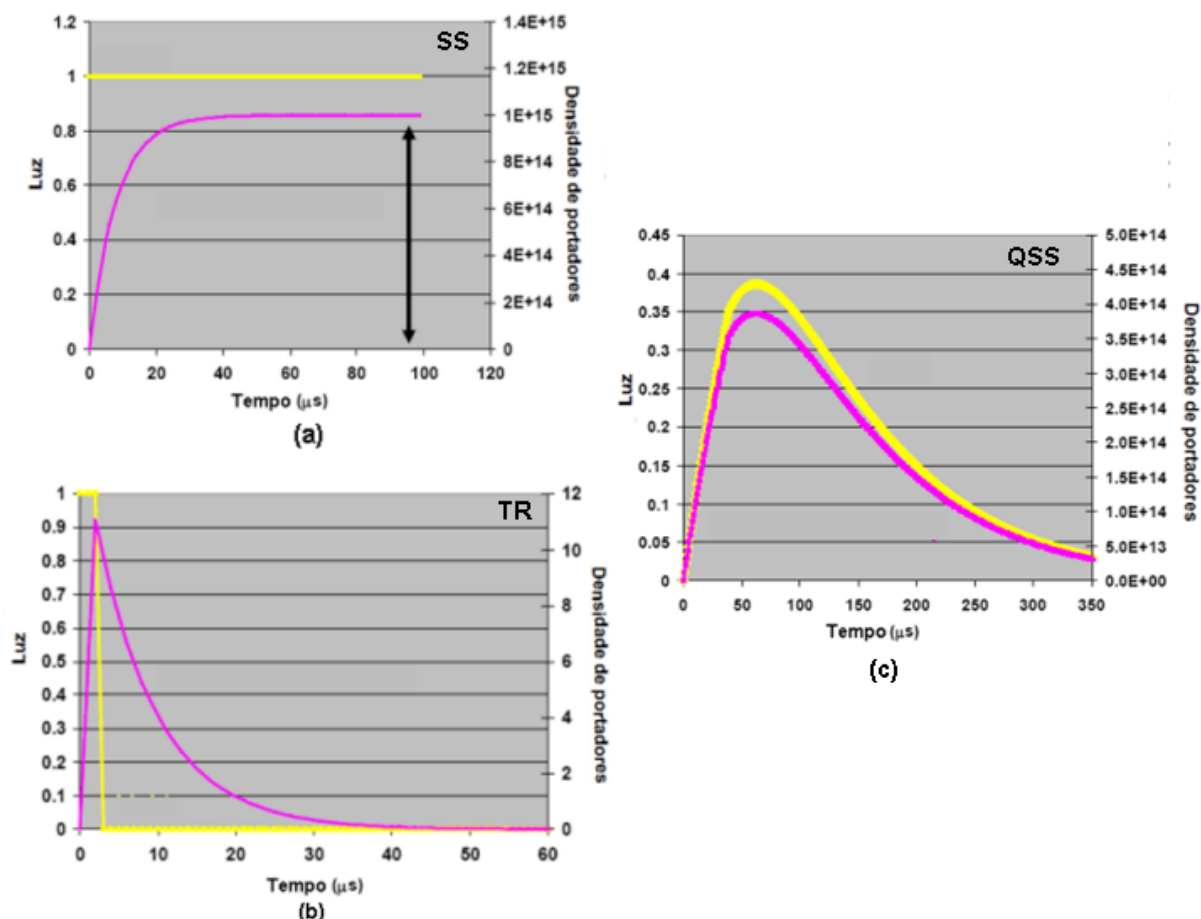 SS
1.2
1
0.8
0.6
0.4
0.2
0
Luz
1.4E+15
1.2E+15
1E+15
8E+14
6E+14
4E+14
2E+14
0
Densidade de portadores
0 20 40 60 80 100 120
Tempo (μs)
(a)
TR
1
0.9
0.8
0.7
0.6
0.5
0.4
0.3
0.2
0.1
0
Luz
12
10
8
6
4
2
0
Densidade de portadores
0 10 20 30 40 50 60
Tempo (μs)
(b)
QSS
0.45
0.4
0.35
0.3
0.25
0.2
0.15
0.1
0.05
0
Luz
5.0E+14
4.5E+14
4.0E+14
3.5E+14
3.0E+14
2.5E+14
2.0E+14
1.5E+14
1.0E+14
5.0E+13
0.0E+00
Densidade de portadores
0 50 100 150 200 250 300 350
Tempo (μs)
(c)